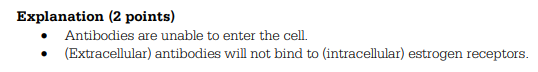 Explanation (2 points)
• Antibodies are unable to enter the cell.
• (Extracellular) antibodies will not bind to (intracellular) estrogen receptors.